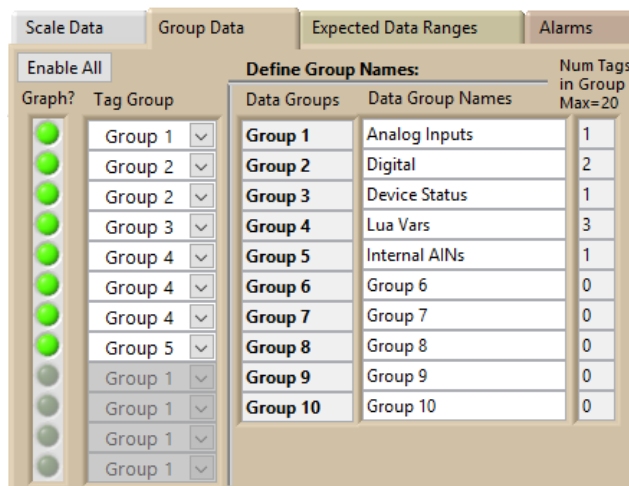 Scale Data Group Data Expected Data Ranges Alarms
Enable All Define Group Names: Num Tags
in Group
Graph? Tag Group Data Groups Data Group Names Max=20
Group 1 Group 1 Analog Inputs 1
Group 2 Group 2 Digital 2
Group 2 Group 3 Device Status 1
Group 3 Group 4 Lua Vars 3
Group 4 Group 5 Internal AINs 1
Group 4 Group 6 Group 6 0
Group 4 Group 7 Group 7 0
Group 5 Group 8 Group 8 0
Group 1 Group 9 Group 9 0
Group 1 Group 10 Group 10 0
Group 1
Group 1